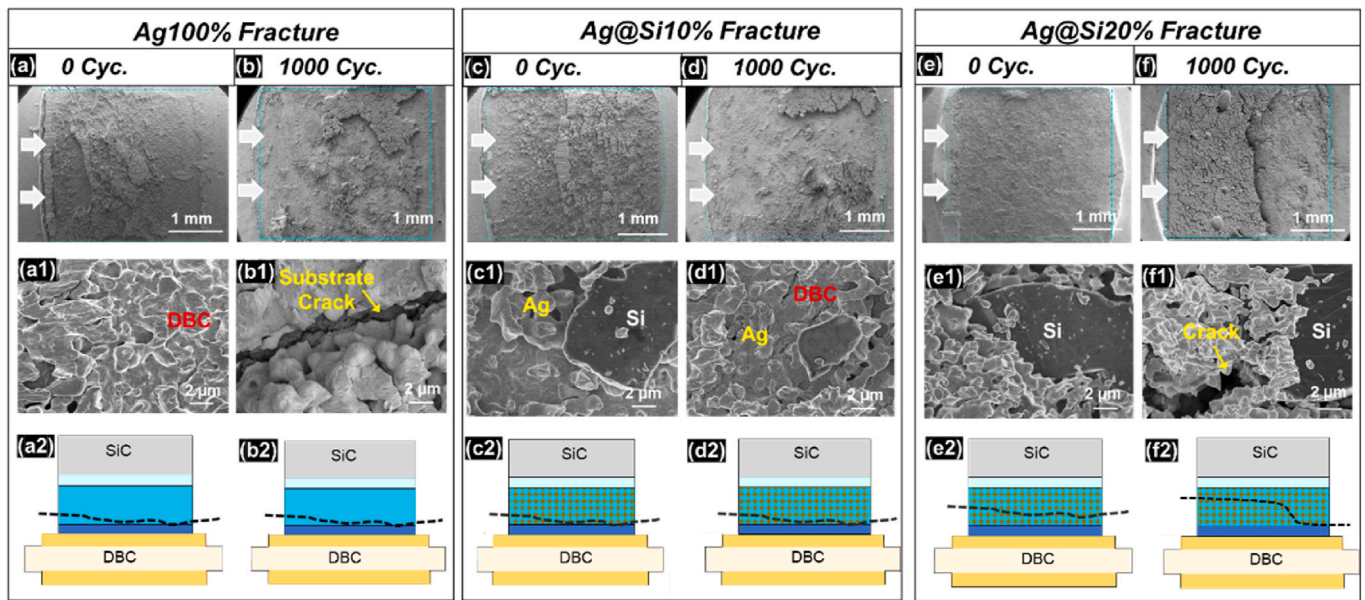 Ag100% Fracture
(a) 0 Cyc.
(b) 1000 Cyc.
1 mm
1 mm
(a1)
DBC
2 μm
(b1)
Substrate
Crack
2 μm
(a2)
SiC
DBC
(b2)
SiC
DBC
Ag@Si10% Fracture
(c) 0 Cyc.
(d) 1000 Cyc.
1 mm
1 mm
(c1)
Ag
Si
2 μm
(d1)
DBC
Ag
2 μm
(c2)
SiC
DBC
(d2)
SiC
DBC
Ag@Si20% Fracture
(e) 0 Cyc.
(f) 1000 Cyc.
1 mm
1 mm
(e1)
Si
2 μm
(f1)
Si
Crack
2 μm
(e2)
SiC
DBC
(f2)
SiC
DBC